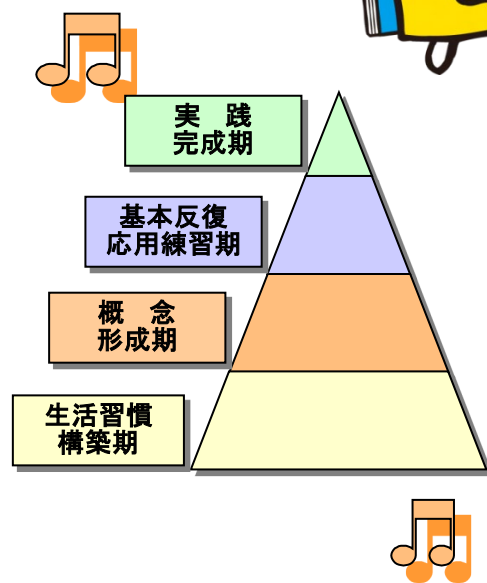 実　践
完成期
基本反復
応用練習期
概　念
形成期
生活習慣
構築期